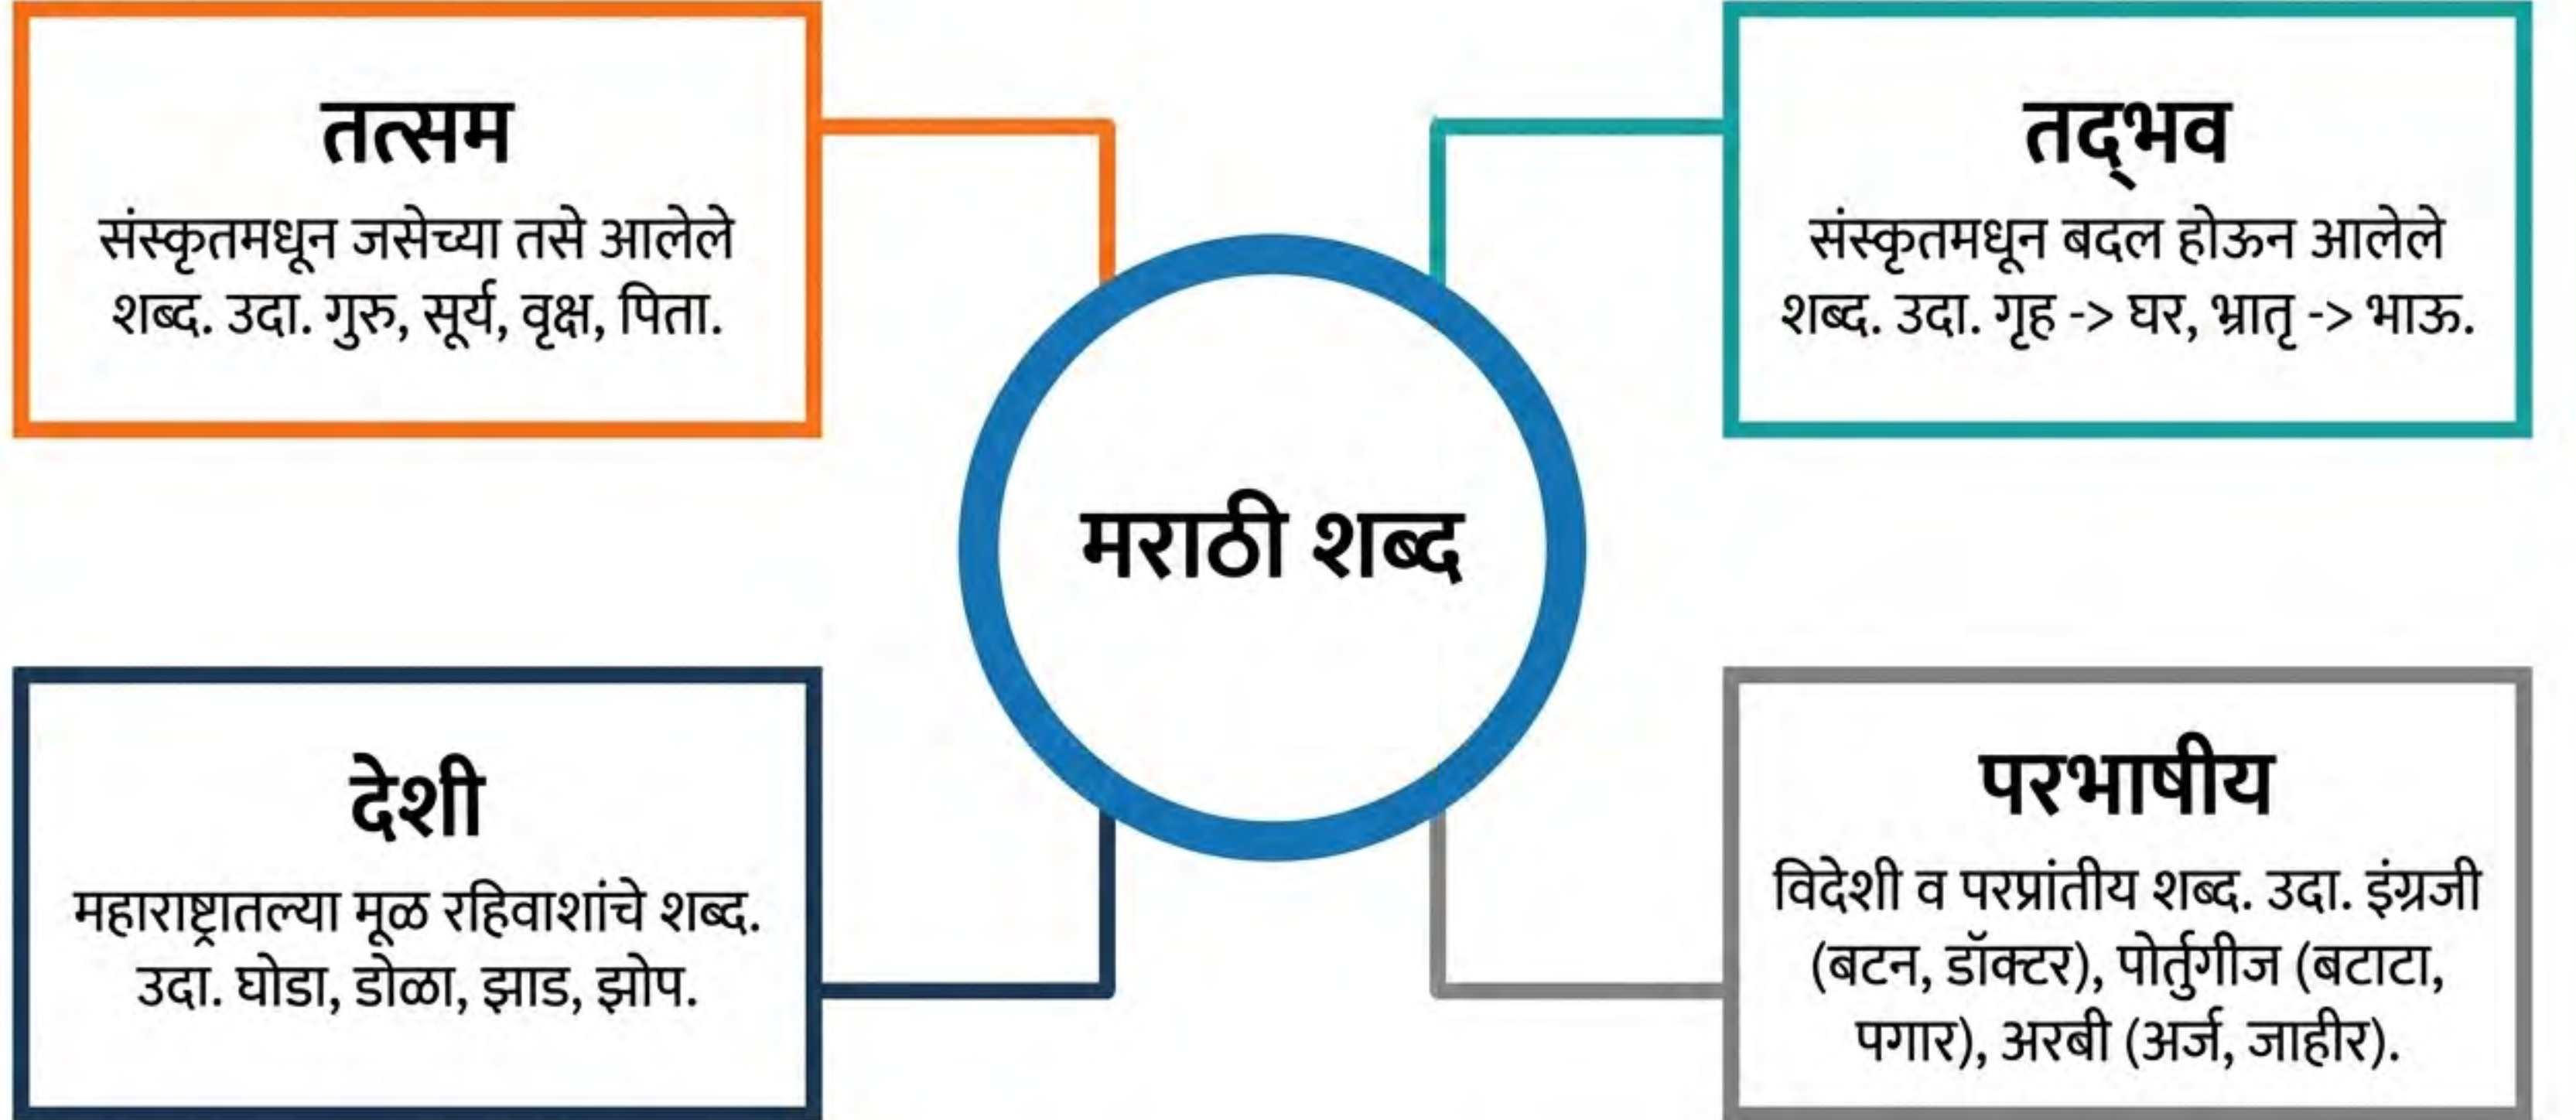 तत्सम
संस्कृतमधून जसेच्या तसे आलेले
शब्द. उदा. गुरु, सूर्य, वृक्ष, पिता.
तद्‌भव
संस्कृतमधून बदल होऊन आलेले
शब्द. उदा. गृह -> घर, भ्रातृ -> भाऊ.
मराठी शब्द
देशी
महाराष्ट्रातल्या मूळ रहिवाशांचे शब्द.
उदा. घोडा, डोळा, झाड, झोप.
परभाषीय
विदेशी व परप्रांतीय शब्द. उदा. इंग्रजी
(बटन, डॉक्टर), पोर्तुगीज (बटाटा,
पगार), अरबी (अर्ज, जाहीर).